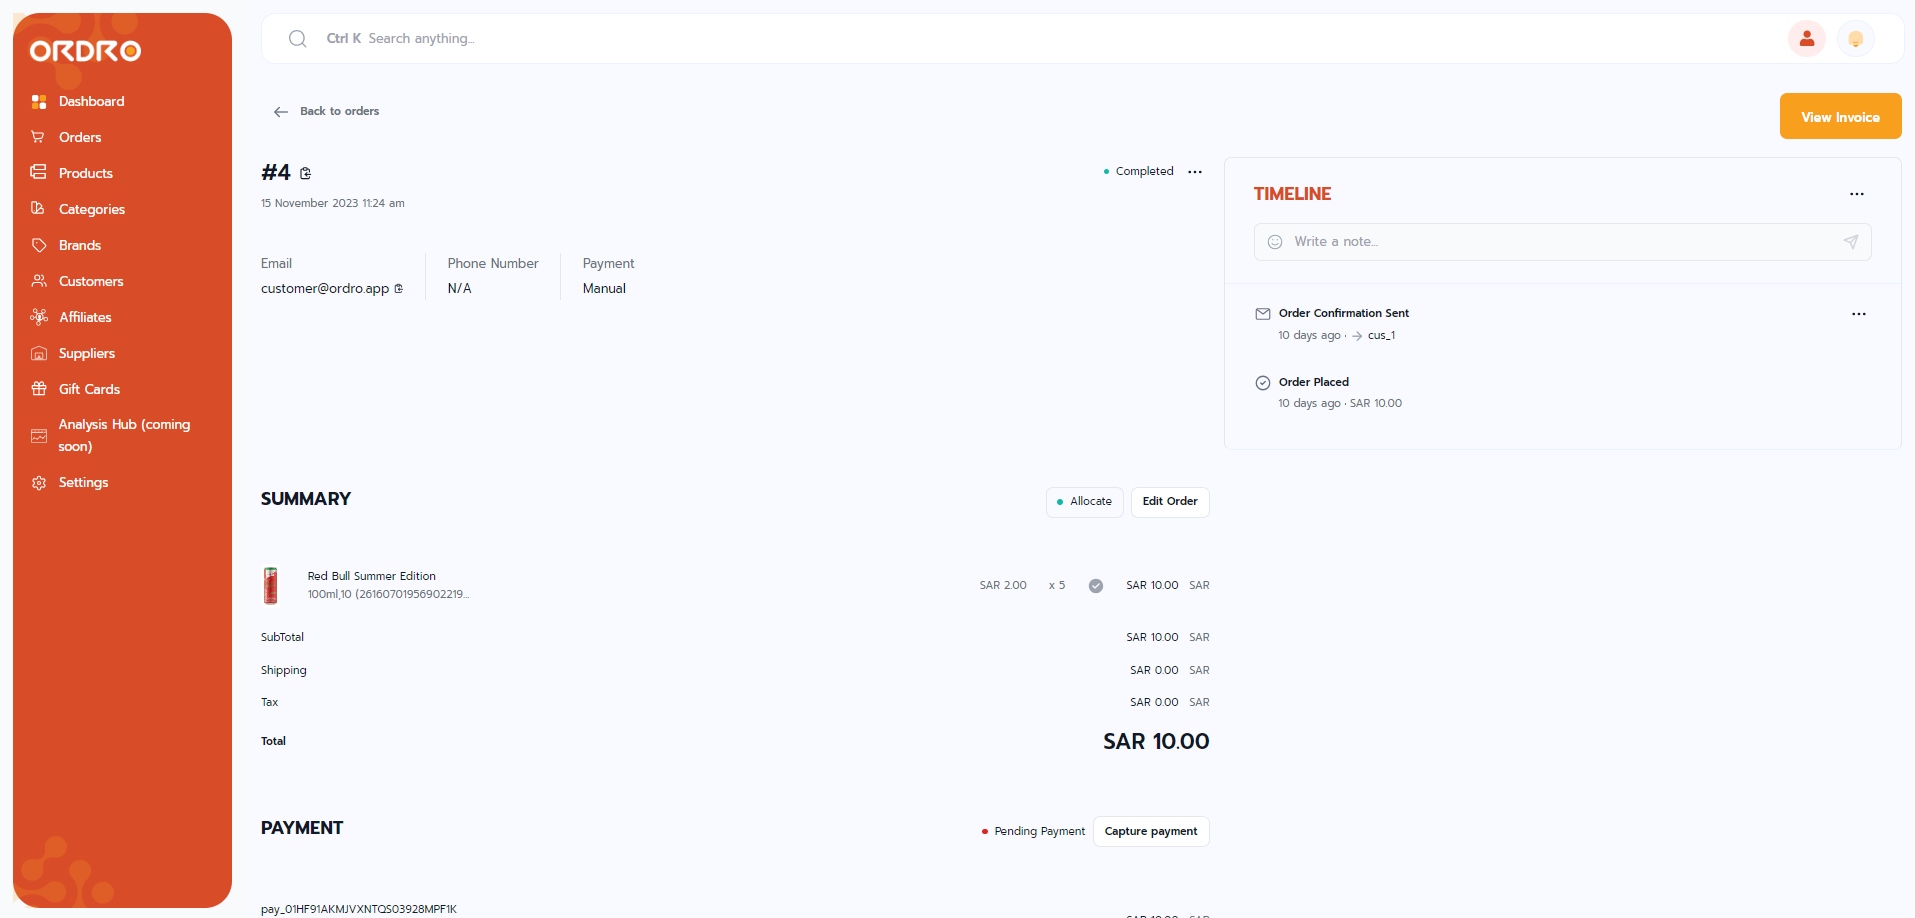 ORDRO
Dashboard
Orders
Products
Categories
Brands
Customers
Affiliates
Suppliers
Gift Cards
Analysis Hub (coming
soon)
Settings
Ctrl K Search anything...
Back to orders
View Invoice
#4
Completed
15 November 2023 11:24 am
Email
customer@ordro.app
Phone Number
N/A
Payment
Manual
TIMELINE
Write a note...
Order Confirmation Sent
10 days ago · → cus_1
Order Placed
10 days ago · SAR 10.00
SUMMARY
Allocate
Edit Order
Red Bull Summer Edition
100ml,10 (26160701956902219...
SAR 2.00 x 5 SAR 10.00 SAR
SubTotal SAR 10.00 SAR
Shipping SAR 0.00 SAR
Tax SAR 0.00 SAR
Total SAR 10.00
PAYMENT
Pending Payment
Capture payment
pay_01HF91AKMJVXNTQS03928MPF1K